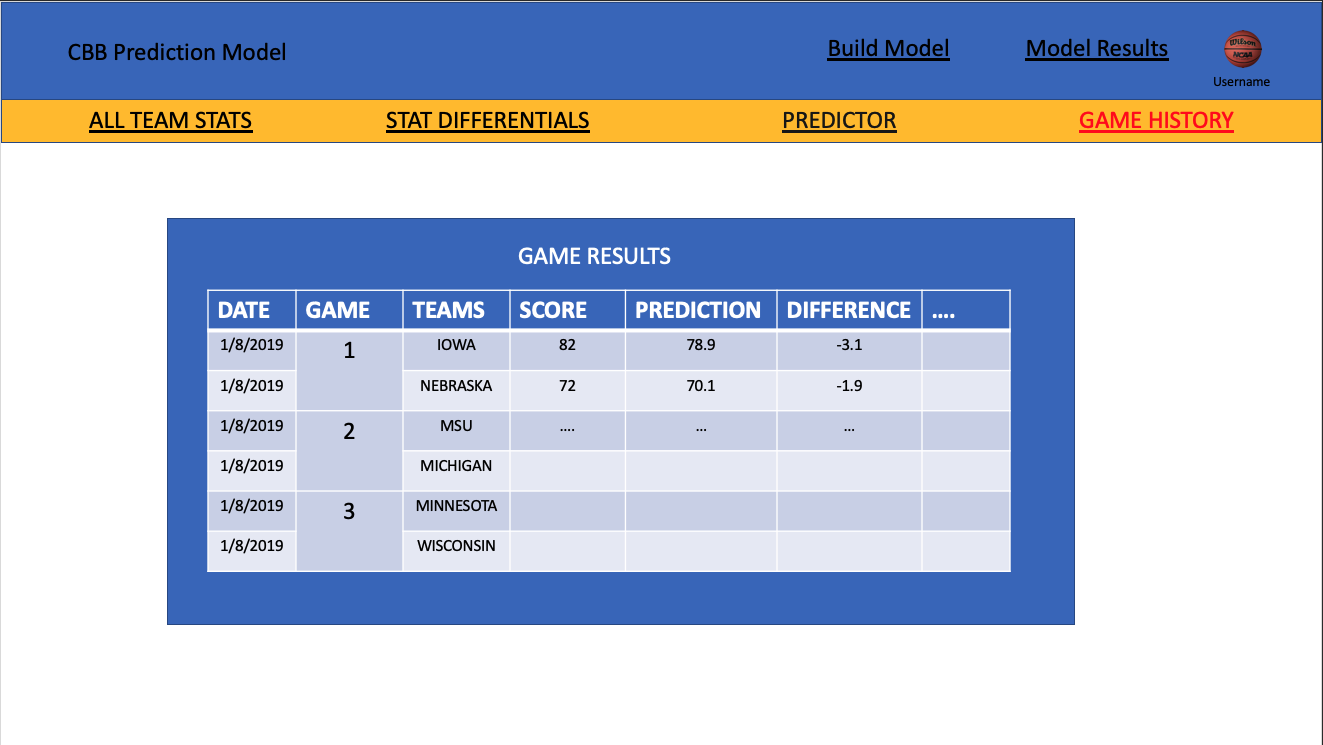 CBB Prediction Model
Build Model
Model Results
Wilson
NCAA
Username
ALL TEAM STATS
STAT DIFFERENTIALS
PREDICTOR
GAME HISTORY
GAME RESULTS
DATE GAME TEAMS SCORE PREDICTION DIFFERENCE ....
1/8/2019 1 IOWA 82 78.9 -3.1
1/8/2019 NEBRASKA 72 70.1 -1.9
1/8/2019 2 MSU .... ... ...
1/8/2019 MICHIGAN
1/8/2019 3 MINNESOTA
1/8/2019 WISCONSIN